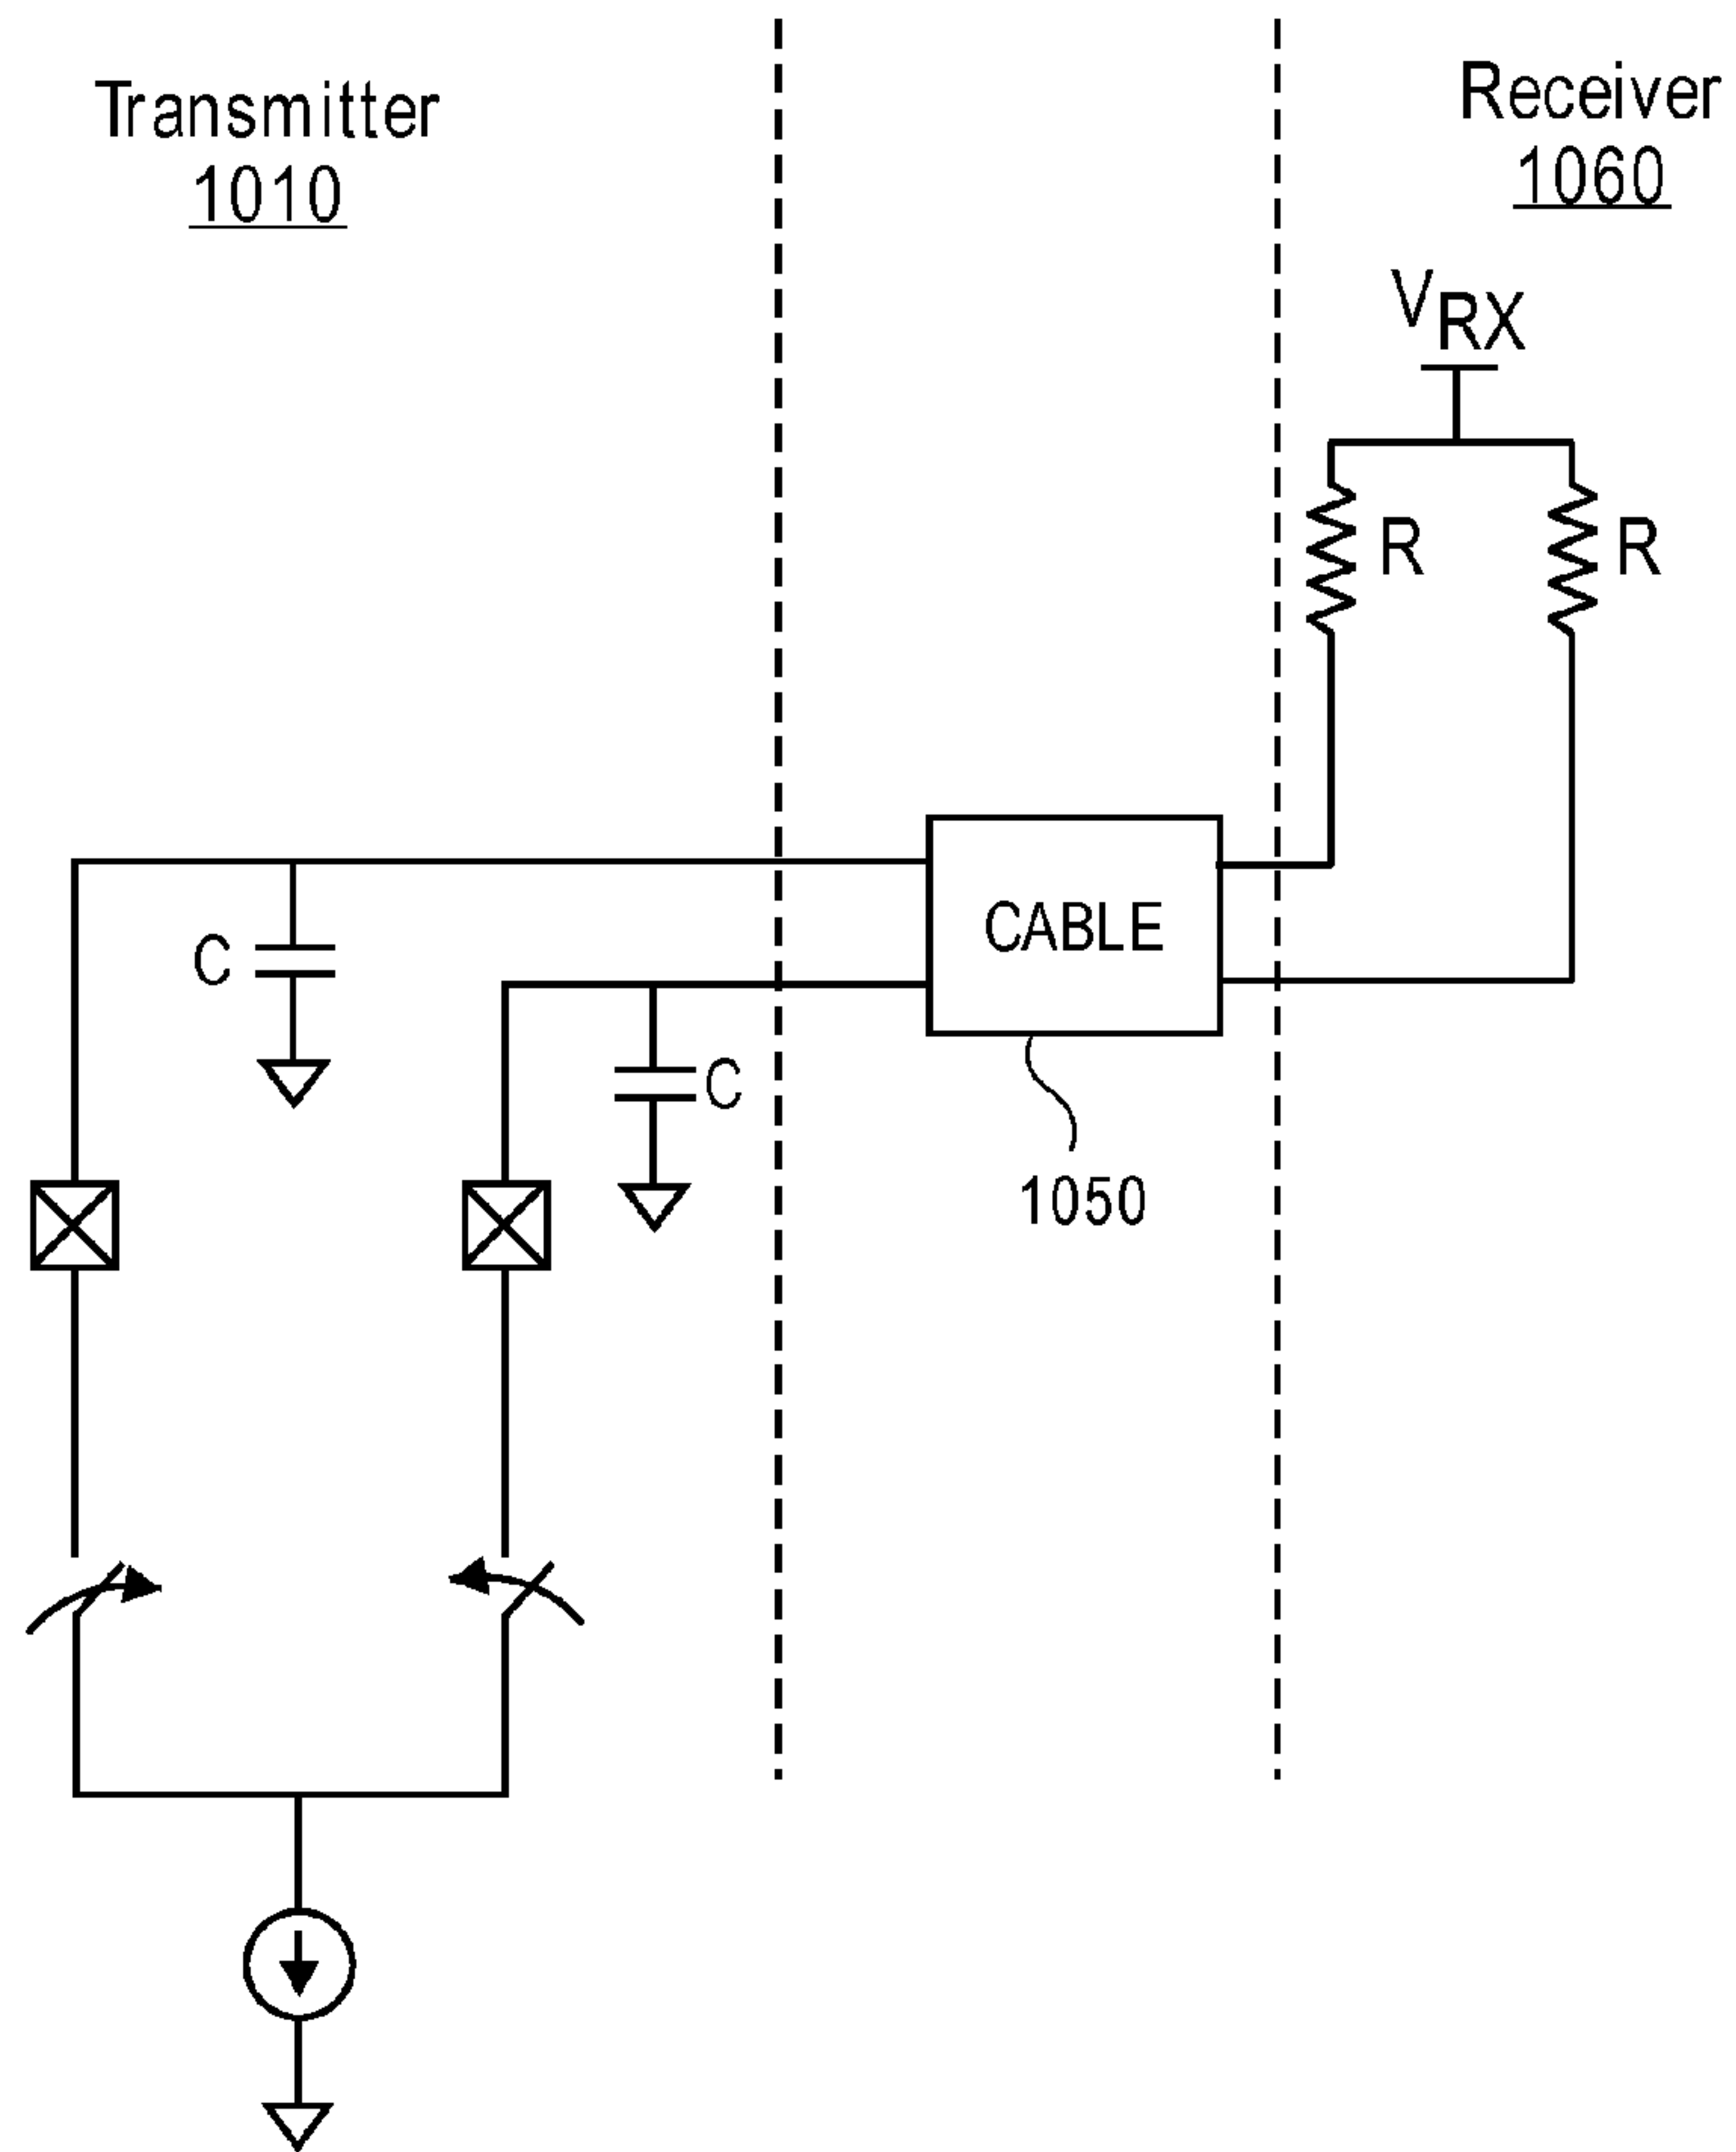 Transmitter
1010
Receiver
1060
VRX
R
R
CABLE
C
C
1050